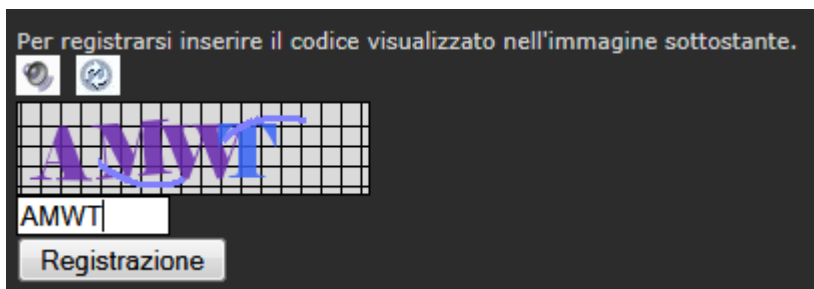 Per registrarsi inserire il codice visualizzato nell'immagine sottostante.
AMWT
AMWT
Registrazione